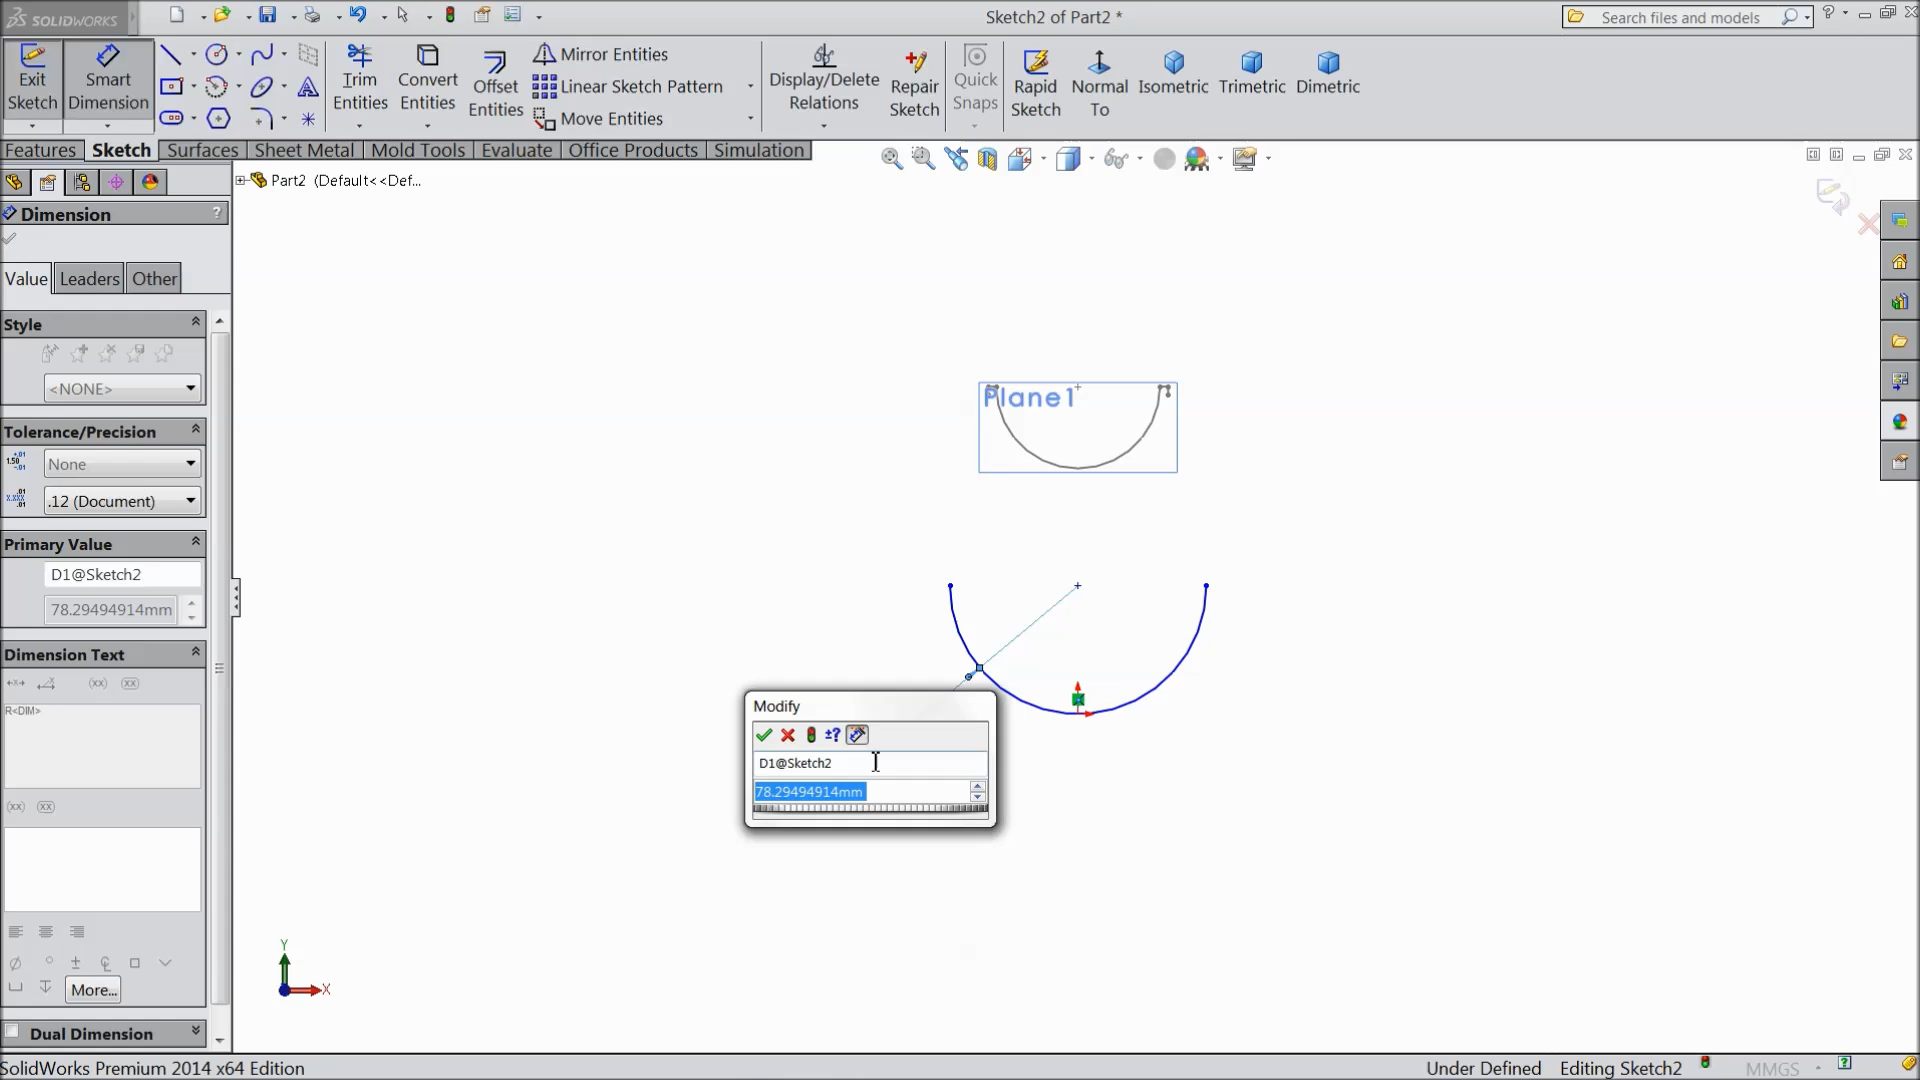 SOLIDWORKS
Sketch2 of Part2 *
Search files and models
Exit Sketch
Smart Dimension
Trim Entities
Convert Entities
Offset Entities
Mirror Entities
Linear Sketch Pattern
Move Entities
Display/Delete Relations
Repair Sketch
Quick Snaps
Rapid Sketch
Normal To
Isometric
Trimetric
Dimetric
Features
Sketch
Surfaces
Sheet Metal
Mold Tools
Evaluate
Office Products
Simulation
Part2 (Default<<Def...
Dimension
?
Value
Leaders
Other
Style
<NONE>
Tolerance/Precision
None
.12 (Document)
Primary Value
D1@Sketch2
78.29494914mm
Dimension Text
(xx)
R<DIM>
(xx)
More...
Dual Dimension
Plane1
Modify
±?
D1@Sketch2
78.29494914mm
Y
X
SolidWorks Premium 2014 x64 Edition
Under Defined
Editing Sketch2
MMGS